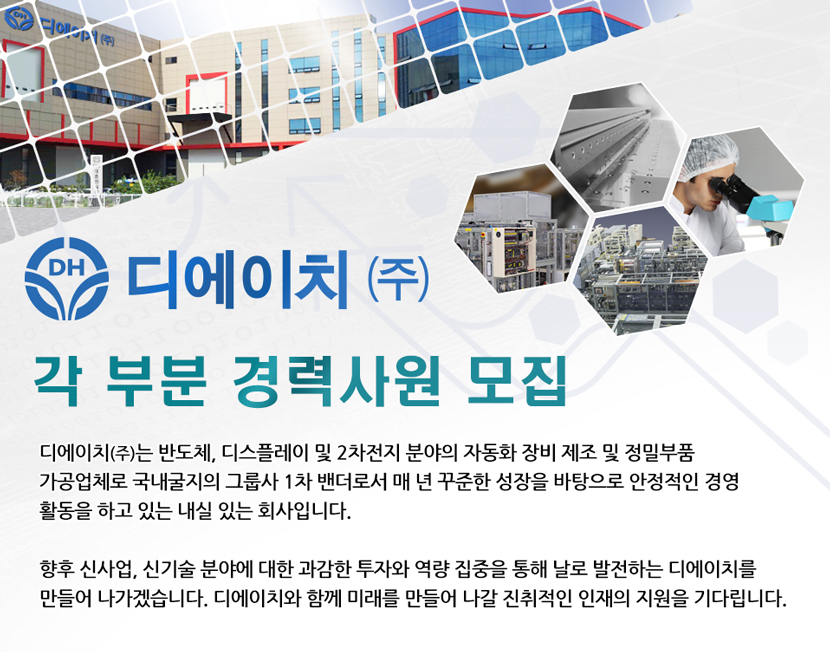 디에이치(주)
DH 디에이치 (주)
각 부분 경력사원 모집
디에이치(주)는 반도체, 디스플레이 및 2차전지 분야의 자동화 장비 제조 및 정밀부품
가공업체로 국내굴지의 그룹사 1차 밴더로서 매 년 꾸준한 성장을 바탕으로 안정적인 경영
활동을 하고 있는 내실 있는 회사입니다.
향후 신사업, 신기술 분야에 대한 과감한 투자와 역량 집중을 통해 날로 발전하는 디에이치를
만들어 나가겠습니다. 디에이치와 함께 미래를 만들어 나갈 진취적인 인재의 지원을 기다립니다.